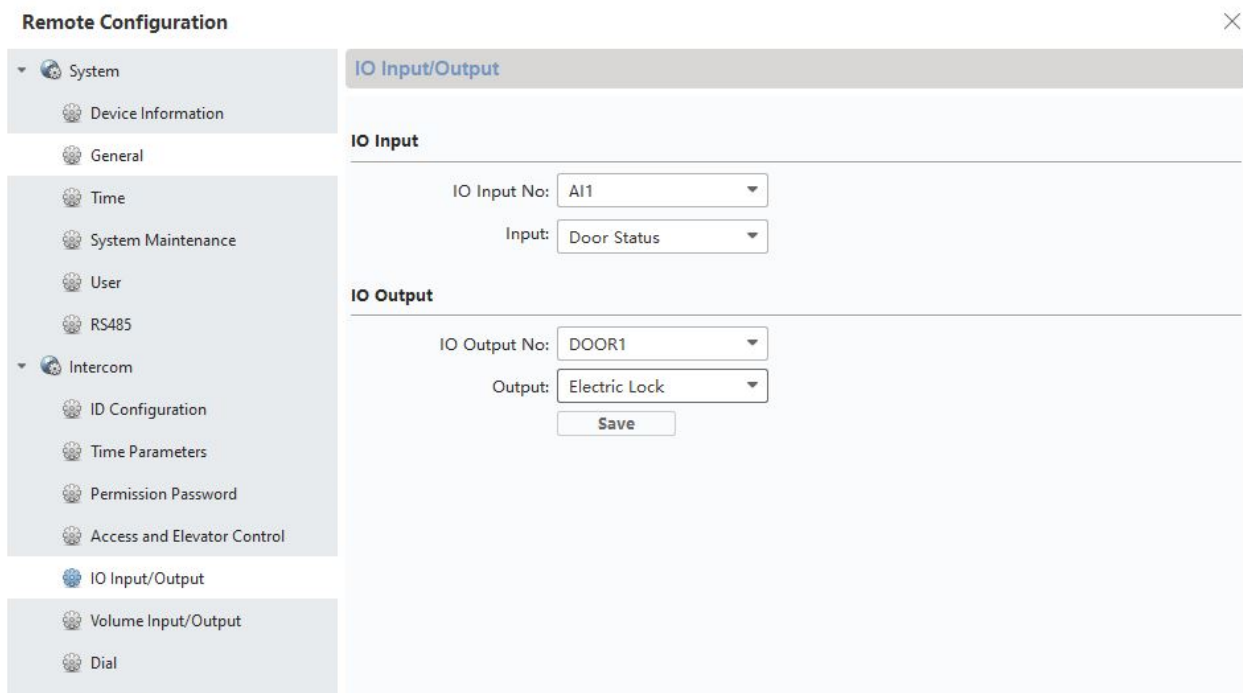 Remote Configuration
System
Device Information
General
Time
System Maintenance
User
RS485
Intercom
ID Configuration
Time Parameters
Permission Password
Access and Elevator Control
IO Input/Output
Volume Input/Output
Dial
IO Input/Output
IO Input
IO Input No: AI1
Input: Door Status
IO Output
IO Output No: DOOR1
Output: Electric Lock
Save